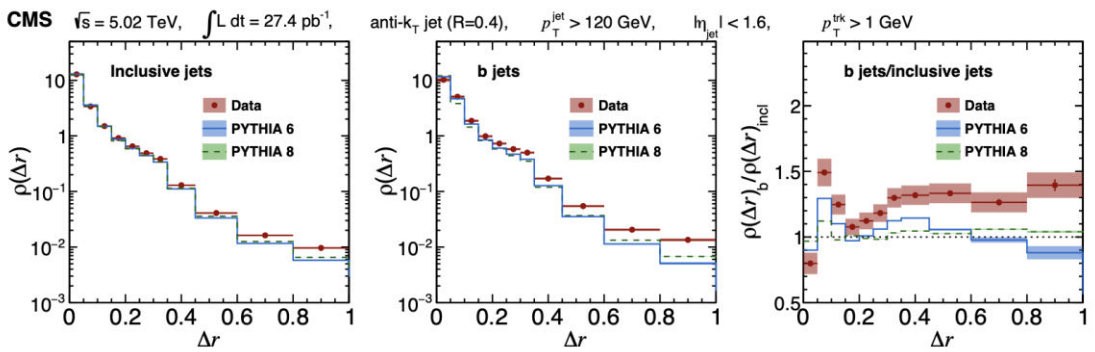 CMS √s = 5.02 TeV, ∫L dt = 27.4 pb⁻¹, anti-k_T jet (R=0.4), p_T^jet > 120 GeV, |η_jet| < 1.6, p_T^trk > 1 GeV
Inclusive jets
Data
PYTHIA 6
PYTHIA 8
ρ(Δr)
10
1
10⁻¹
10⁻²
10⁻³
0 0.2 0.4 0.6 0.8 1
Δr
b jets
Data
PYTHIA 6
PYTHIA 8
ρ(Δr)
10
1
10⁻¹
10⁻²
10⁻³
0 0.2 0.4 0.6 0.8 1
Δr
b jets/inclusive jets
Data
PYTHIA 6
PYTHIA 8
ρ(Δr)_b / ρ(Δr)_incl
2
1.5
1
0.5
0 0.2 0.4 0.6 0.8 1
Δr